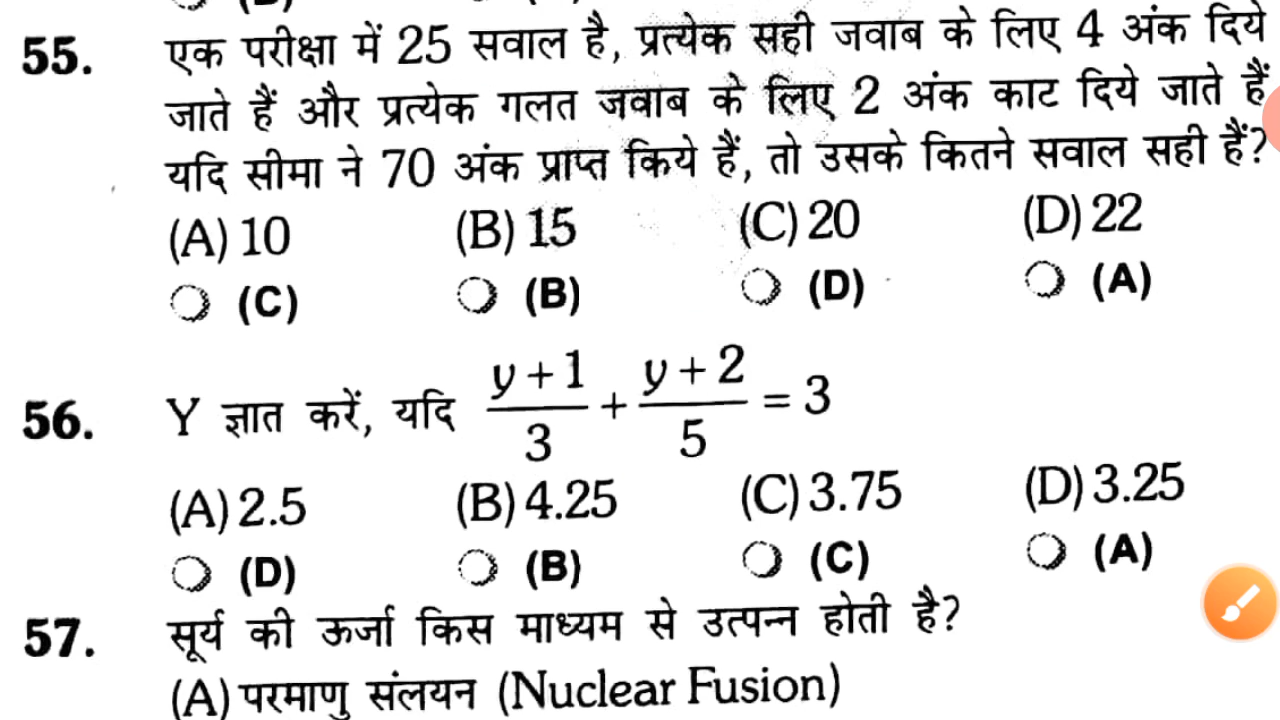 55. एक परीक्षा में 25 सवाल है, प्रत्येक सही जवाब के लिए 4 अंक दिये
जाते हैं और प्रत्येक गलत जवाब के लिए 2 अंक काट दिये जाते हैं
यदि सीमा ने 70 अंक प्राप्त किये हैं, तो उसके कितने सवाल सही हैं?
(A) 10 (B) 15 (C) 20 (D) 22
(C) (B) (D) (A)
56. Y ज्ञात करें, यदि y + 1 / 3 + y + 2 / 5 = 3
(A) 2.5 (B) 4.25 (C) 3.75 (D) 3.25
(D) (B) (C) (A)
57. सूर्य की ऊर्जा किस माध्यम से उत्पन्न होती है?
(A) परमाणु संलयन (Nuclear Fusion)